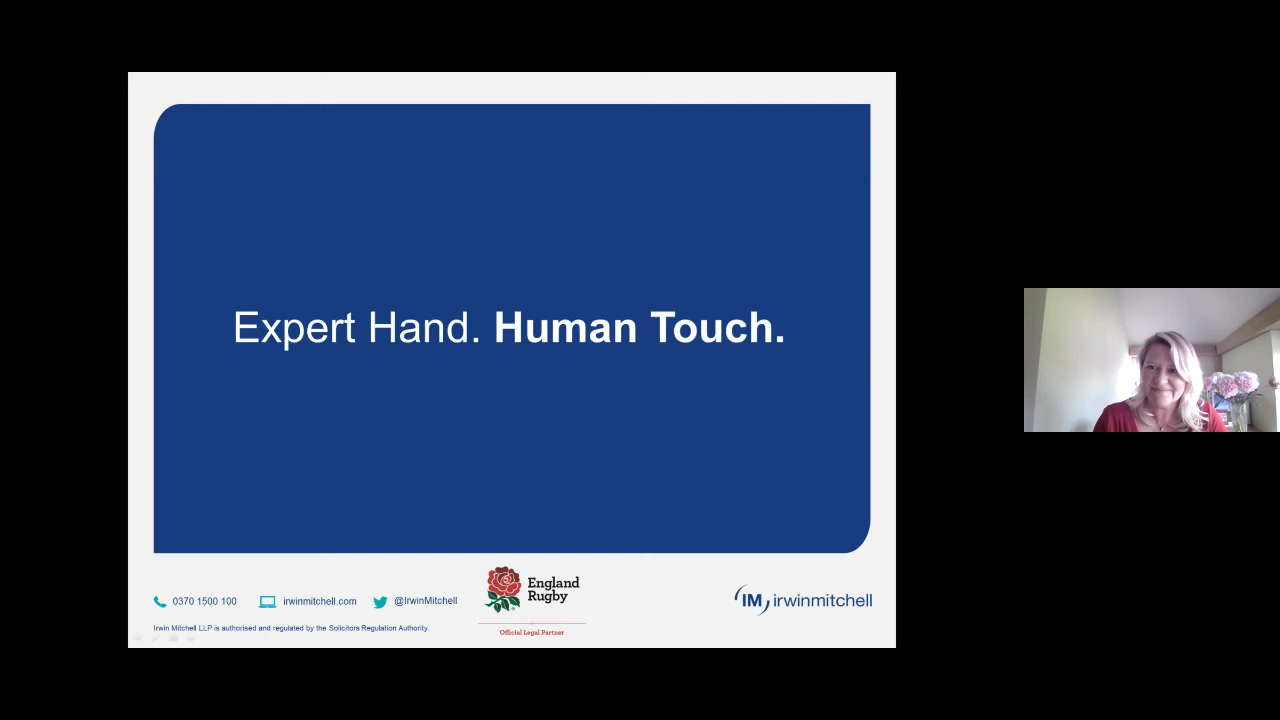 Expert Hand. Human Touch.
0370 1500 100
irwinmitchell.com
@IrwinMitchell
England
Rugby
Official Legal Partner
IM irwinmitchell
Irwin Mitchell LLP is authorised and regulated by the Solicitors Regulation Authority.